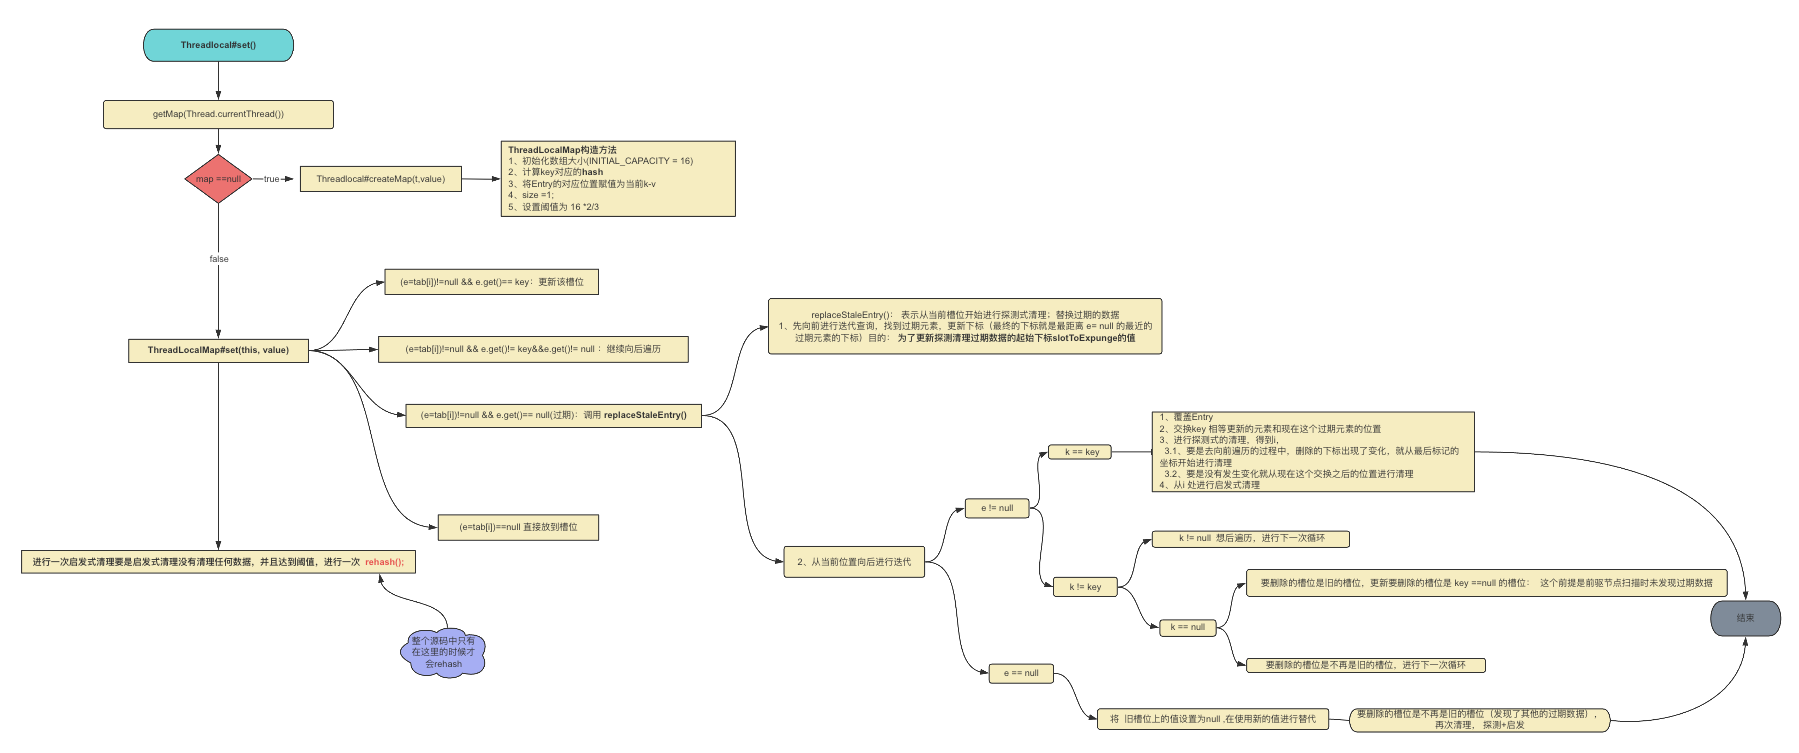 Threadlocal#set()
getMap(Thread.currentThread())
map ==null
true
Threadlocal#createMap(t,value)
ThreadLocalMap构造方法
1、初始化数组大小(INITIAL_CAPACITY = 16)
2、计算key对应的hash
3、将Entry的对应位置赋值为当前k-v
4、size =1;
5、设置阈值为 16 *2/3
false
(e=tab[i])!=null && e.get()== key：更新该槽位
ThreadLocalMap#set(this, value)
(e=tab[i])!=null && e.get()!= key&&e.get()!= null ：继续向后遍历
(e=tab[i])!=null && e.get()== null(过期)：调用 replaceStaleEntry()
(e=tab[i])==null 直接放到槽位
进行一次启发式清理要是启发式清理没有清理任何数据，并且达到阈值，进行一次 rehash();
整个源码中只有
在这里的时候才
会rehash
replaceStaleEntry()： 表示从当前槽位开始进行探测式清理；替换过期的数据
1、先向前进行迭代查询，找到过期元素，更新下标（最终的下标就是最距离 e= null 的最近的
过期元素的下标）目的： 为了更新探测清理过期数据的起始下标slotToExpunge的值
2、从当前位置向后进行迭代
e != null
k == key
1、覆盖Entry
2、交换key 相等更新的元素和现在这个过期元素的位置
3、进行探测式的清理，得到i，
3.1、要是去向前遍历的过程中，删除的下标出现了变化，就从最后标记的
坐标开始进行清理
3.2、要是没有发生变化就从现在这个交换之后的位置进行清理
4、从i 处进行启发式清理
k != key
k != null 想后遍历，进行下一次循环
k == null
要删除的槽位是旧的槽位，更新要删除的槽位是 key ==null 的槽位： 这个前提是前驱节点扫描时未发现过期数据
要删除的槽位是不再是旧的槽位，进行下一次循环
e == null
将 旧槽位上的值设置为null ,在使用新的值进行替代
要删除的槽位是不再是旧的槽位（发现了其他的过期数据），
再次清理， 探测+启发
结束